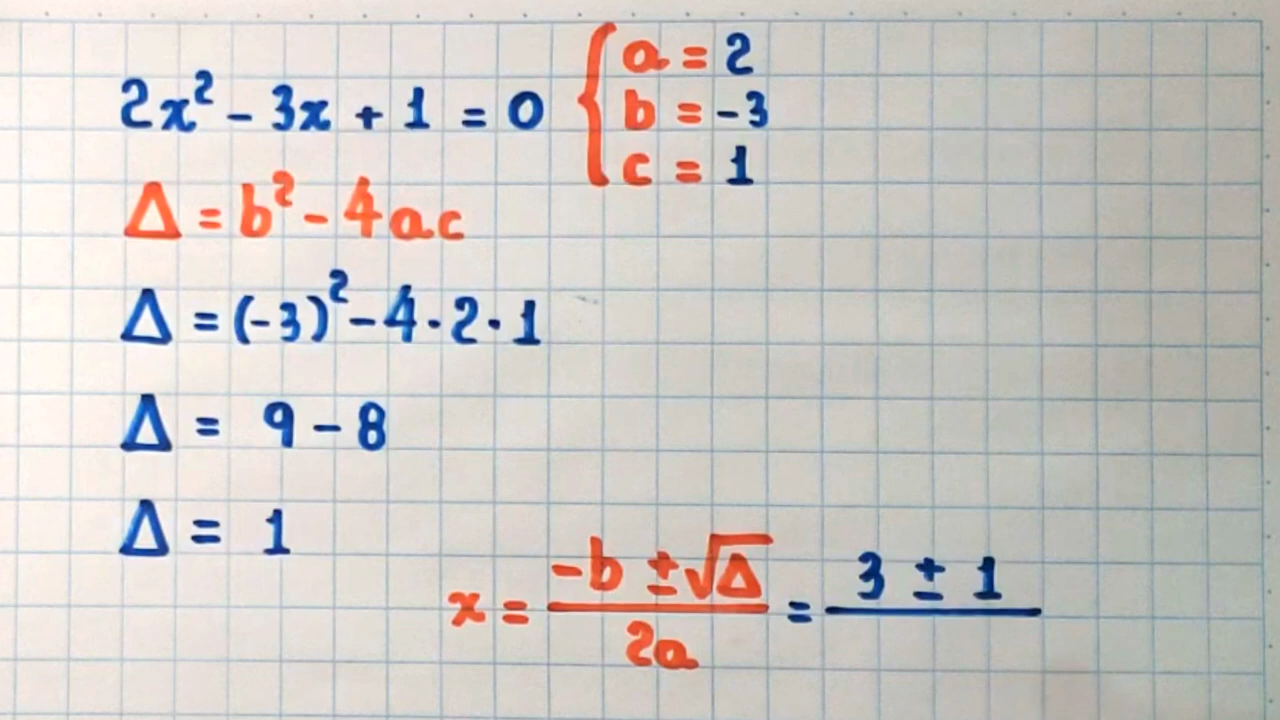 2x² - 3x + 1 = 0
a = 2
b = -3
c = 1
Δ = b² - 4ac
Δ = (-3)² - 4 · 2 · 1
Δ = 9 - 8
Δ = 1
x = -b ± √Δ / 2a = 3 ± 1